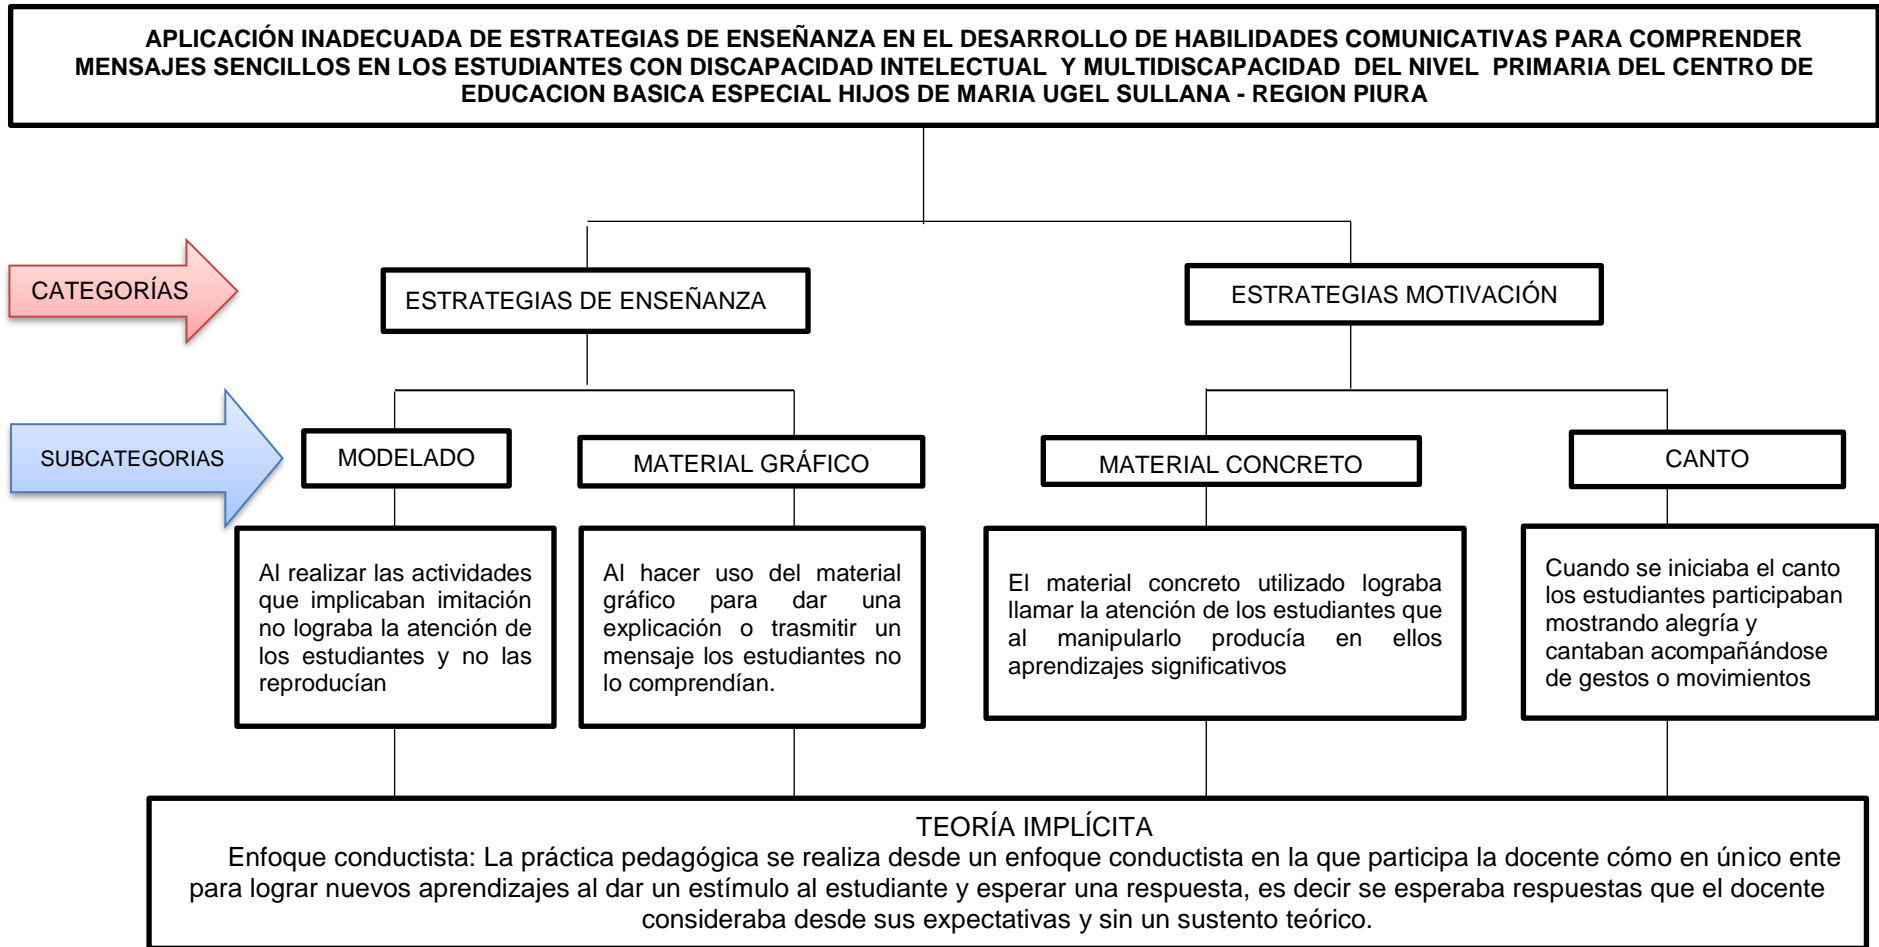 APLICACIÓN INADECUADA DE ESTRATEGIAS DE ENSEÑANZA EN EL DESARROLLO DE HABILIDADES COMUNICATIVAS PARA COMPRENDER
MENSAJES SENCILLOS EN LOS ESTUDIANTES CON DISCAPACIDAD INTELECTUAL Y MULTIDISCAPACIDAD DEL NIVEL PRIMARIA DEL CENTRO DE
EDUCACION BASICA ESPECIAL HIJOS DE MARIA UGEL SULLANA - REGION PIURA
CATEGORÍAS
ESTRATEGIAS DE ENSEÑANZA
ESTRATEGIAS MOTIVACIÓN
SUBCATEGORIAS
MODELADO
MATERIAL GRÁFICO
MATERIAL CONCRETO
CANTO
Al realizar las actividades
que implicaban imitación
no lograba la atención de
los estudiantes y no las
reproducían
Al hacer uso del material
gráfico para dar una
explicación o trasmitir un
mensaje los estudiantes no
lo comprendían.
El material concreto utilizado lograba
llamar la atención de los estudiantes que
al manipularlo producía en ellos
aprendizajes significativos
Cuando se iniciaba el canto
los estudiantes participaban
mostrando alegría y
cantaban acompañándose
de gestos o movimientos
TEORÍA IMPLÍCITA
Enfoque conductista: La práctica pedagógica se realiza desde un enfoque conductista en la que participa la docente cómo en único ente
para lograr nuevos aprendizajes al dar un estímulo al estudiante y esperar una respuesta, es decir se esperaba respuestas que el docente
consideraba desde sus expectativas y sin un sustento teórico.